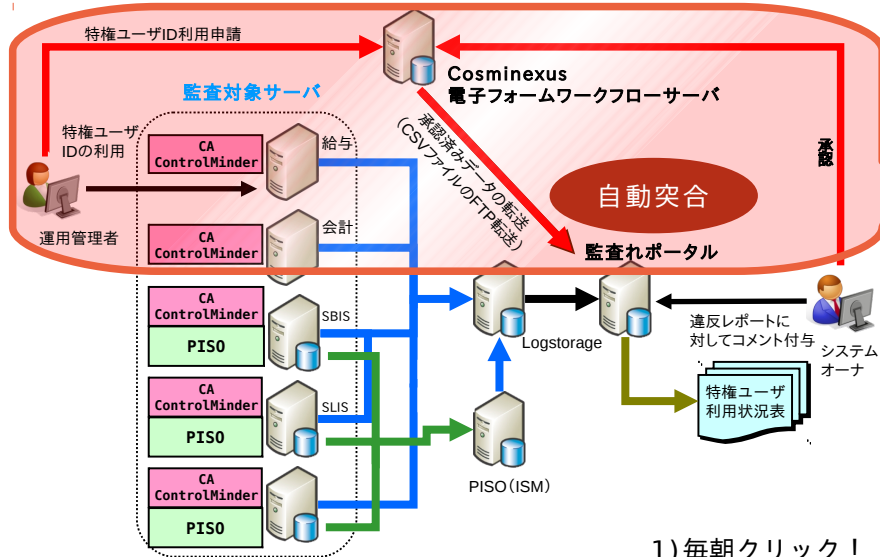 特権ユーザID利用申請
Cosminexus
電子フォームワークフローサーバ
監査対象サーバ
特権ユーザ
IDの利用
CA
ControlMinder
給与
承認済みデータの転送
(CSVファイルのFTP転送)
承認
自動突合
運用管理者
CA
ControlMinder
会計
監査れポータル
CA
ControlMinder
PISO
SBIS
Logstorage
違反レポートに
対してコメント付与
システム
オーナ
CA
ControlMinder
PISO
SLIS
特権ユーザ
利用状況表
PISO(ISM)
CA
ControlMinder
PISO
1)毎朝クリック!